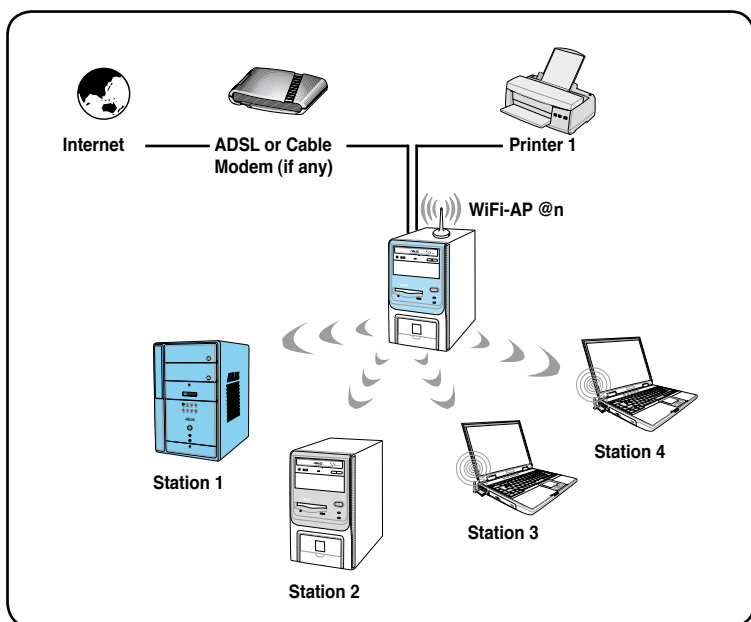 Internet
ADSL or Cable
Modem (if any)
Printer 1
WiFi-AP @n
Station 1
Station 2
Station 3
Station 4
ASUS